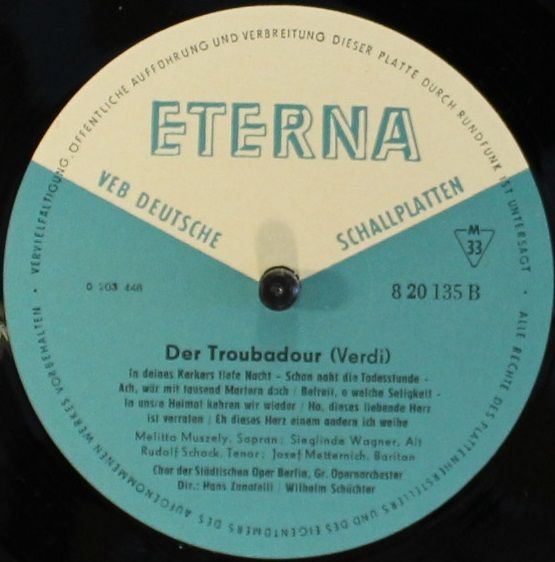 VERVIELFÄLTIGUNG, ÖFFENTLICHE AUFFÜHRUNG UND VERBREITUNG DIESER PLATTE DURCH RUNDFUNK IST UNTERSAGT · ALLE RECHTE DES PLATTENHERSTELLERS UND DES EIGENTÜMERS DES AUFGENOMMENEN WERKES VORBEHALTEN ·
ETERNA
VEB DEUTSCHE SCHALLPLATTEN
M
33
0 203 448
8 20 135 B
Der Troubadour (Verdi)
In deines Kerkers tiefe Nacht - Schon naht die Todesstunde -
Ach, wär mit tausend Martern doch / Befreit, o welche Seligkeit -
In unsre Heimat kehren wir wieder / Ha, dieses liebende Herz
ist verraten / Eh dieses Herz einem andern ich weihe
Melitta Muszely, Sopran; Sieglinde Wagner, Alt
Rudolf Schock, Tenor; Josef Metternich, Bariton
Chor der Städtischen Oper Berlin, Gr. Opernorchester
Dir.: Hans Zanotelli / Wilhelm Schüchter